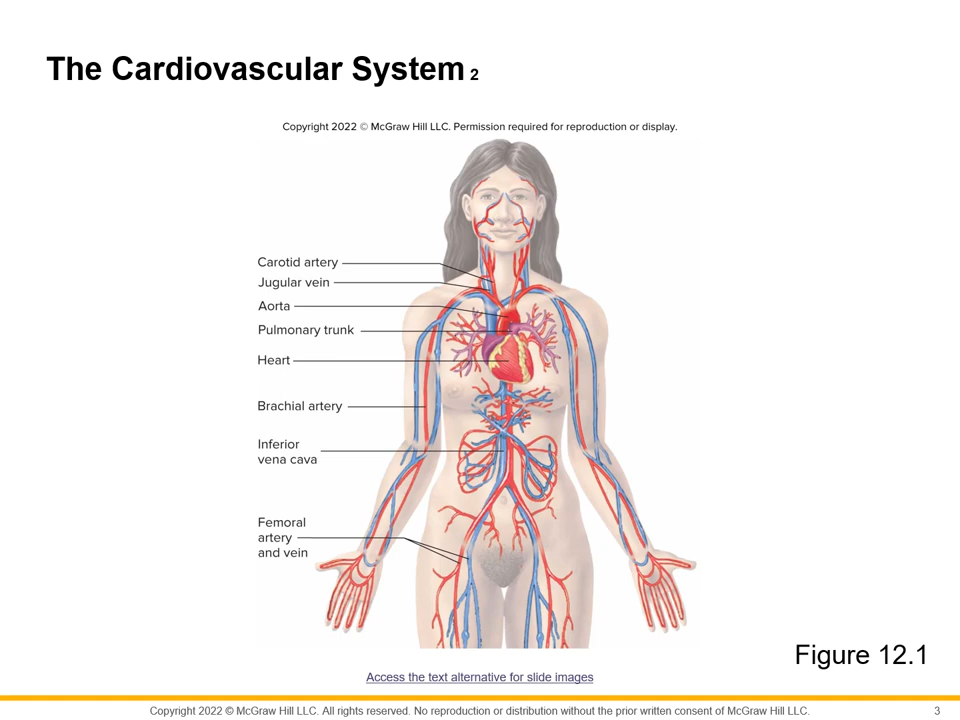 The Cardiovascular System 2
Copyright 2022 © McGraw Hill LLC. Permission required for reproduction or display.
Carotid artery
Jugular vein
Aorta
Pulmonary trunk
Heart
Brachial artery
Inferior
vena cava
Femoral
artery
and vein
Figure 12.1
Access the text alternative for slide images
Copyright 2022 © McGraw Hill LLC. All rights reserved. No reproduction or distribution without the prior written consent of McGraw Hill LLC.
3